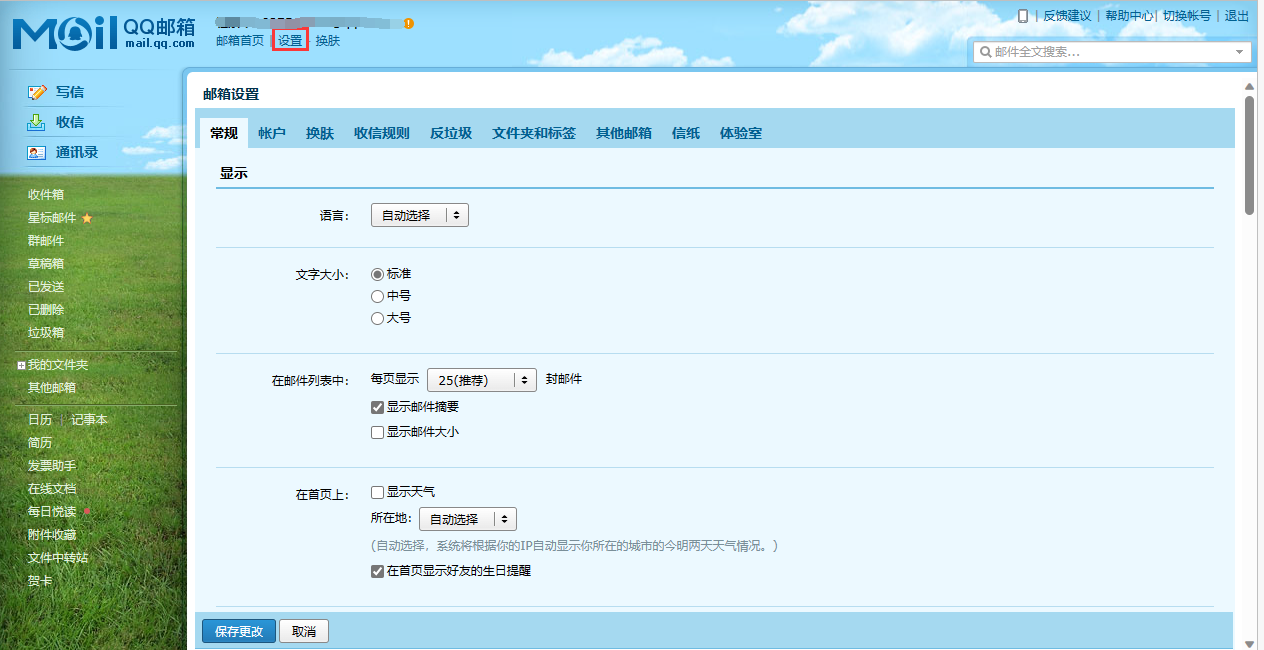 Mail QQ邮箱
mail.qq.com
邮箱首页 设置 换肤
反馈建议 | 帮助中心 | 切换帐号 | 退出
邮件全文搜索...
写信
收信
通讯录
收件箱
星标邮件
群邮件
草稿箱
已发送
已删除
垃圾箱
我的文件夹
其他邮箱
日历 | 记事本
简历
发票助手
在线文档
每日悦读
附件收藏
文件中转站
贺卡
邮箱设置
常规 帐户 换肤 收信规则 反垃圾 文件夹和标签 其他邮箱 信纸 体验室
显示
语言： 自动选择
文字大小： 标准
中号
大号
在邮件列表中： 每页显示 25(推荐) 封邮件
显示邮件摘要
显示邮件大小
在首页上： 显示天气
所在地： 自动选择
(自动选择，系统将根据你的IP自动显示你所在的城市的今明两天天气情况。)
在首页显示好友的生日提醒
保存更改 取消